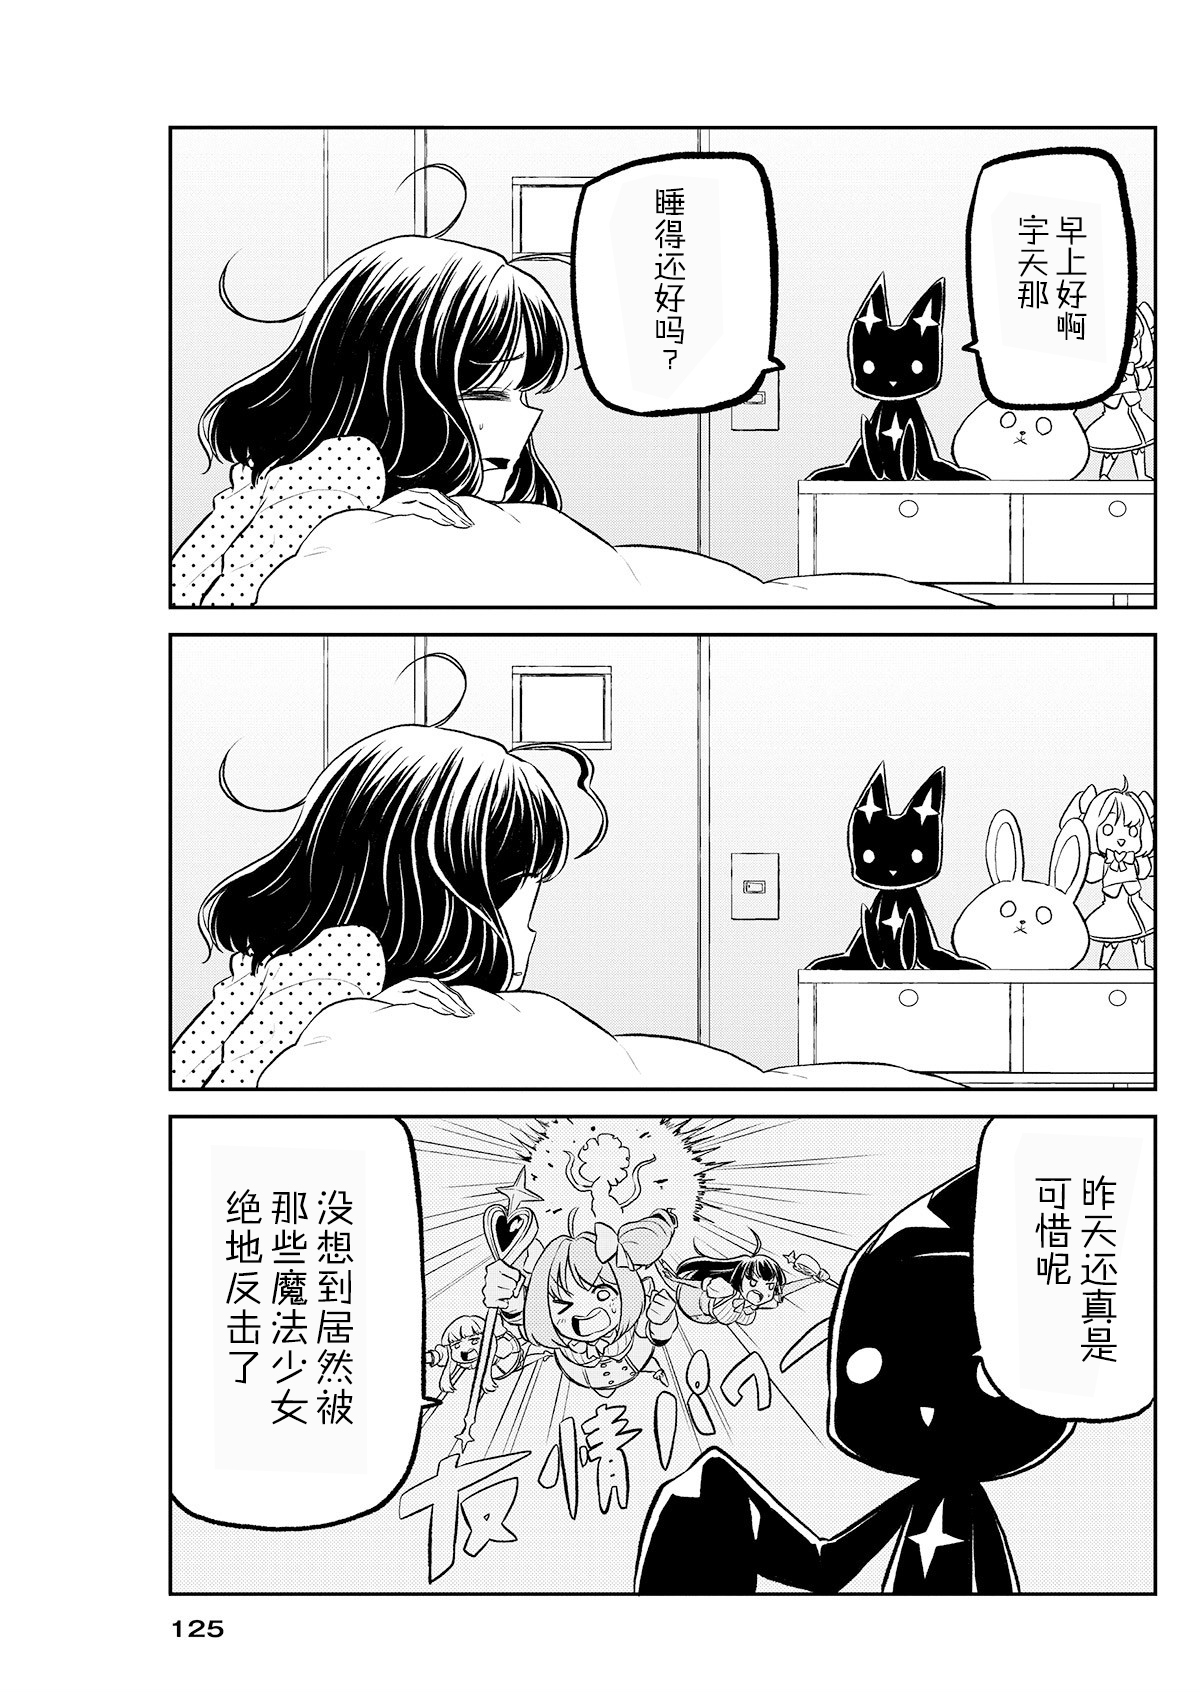 早上好啊
宇天那
睡得还好吗？
昨天还真是
可惜呢
没想到居然被
那些魔法少女
绝地反击了
友情パワー
125